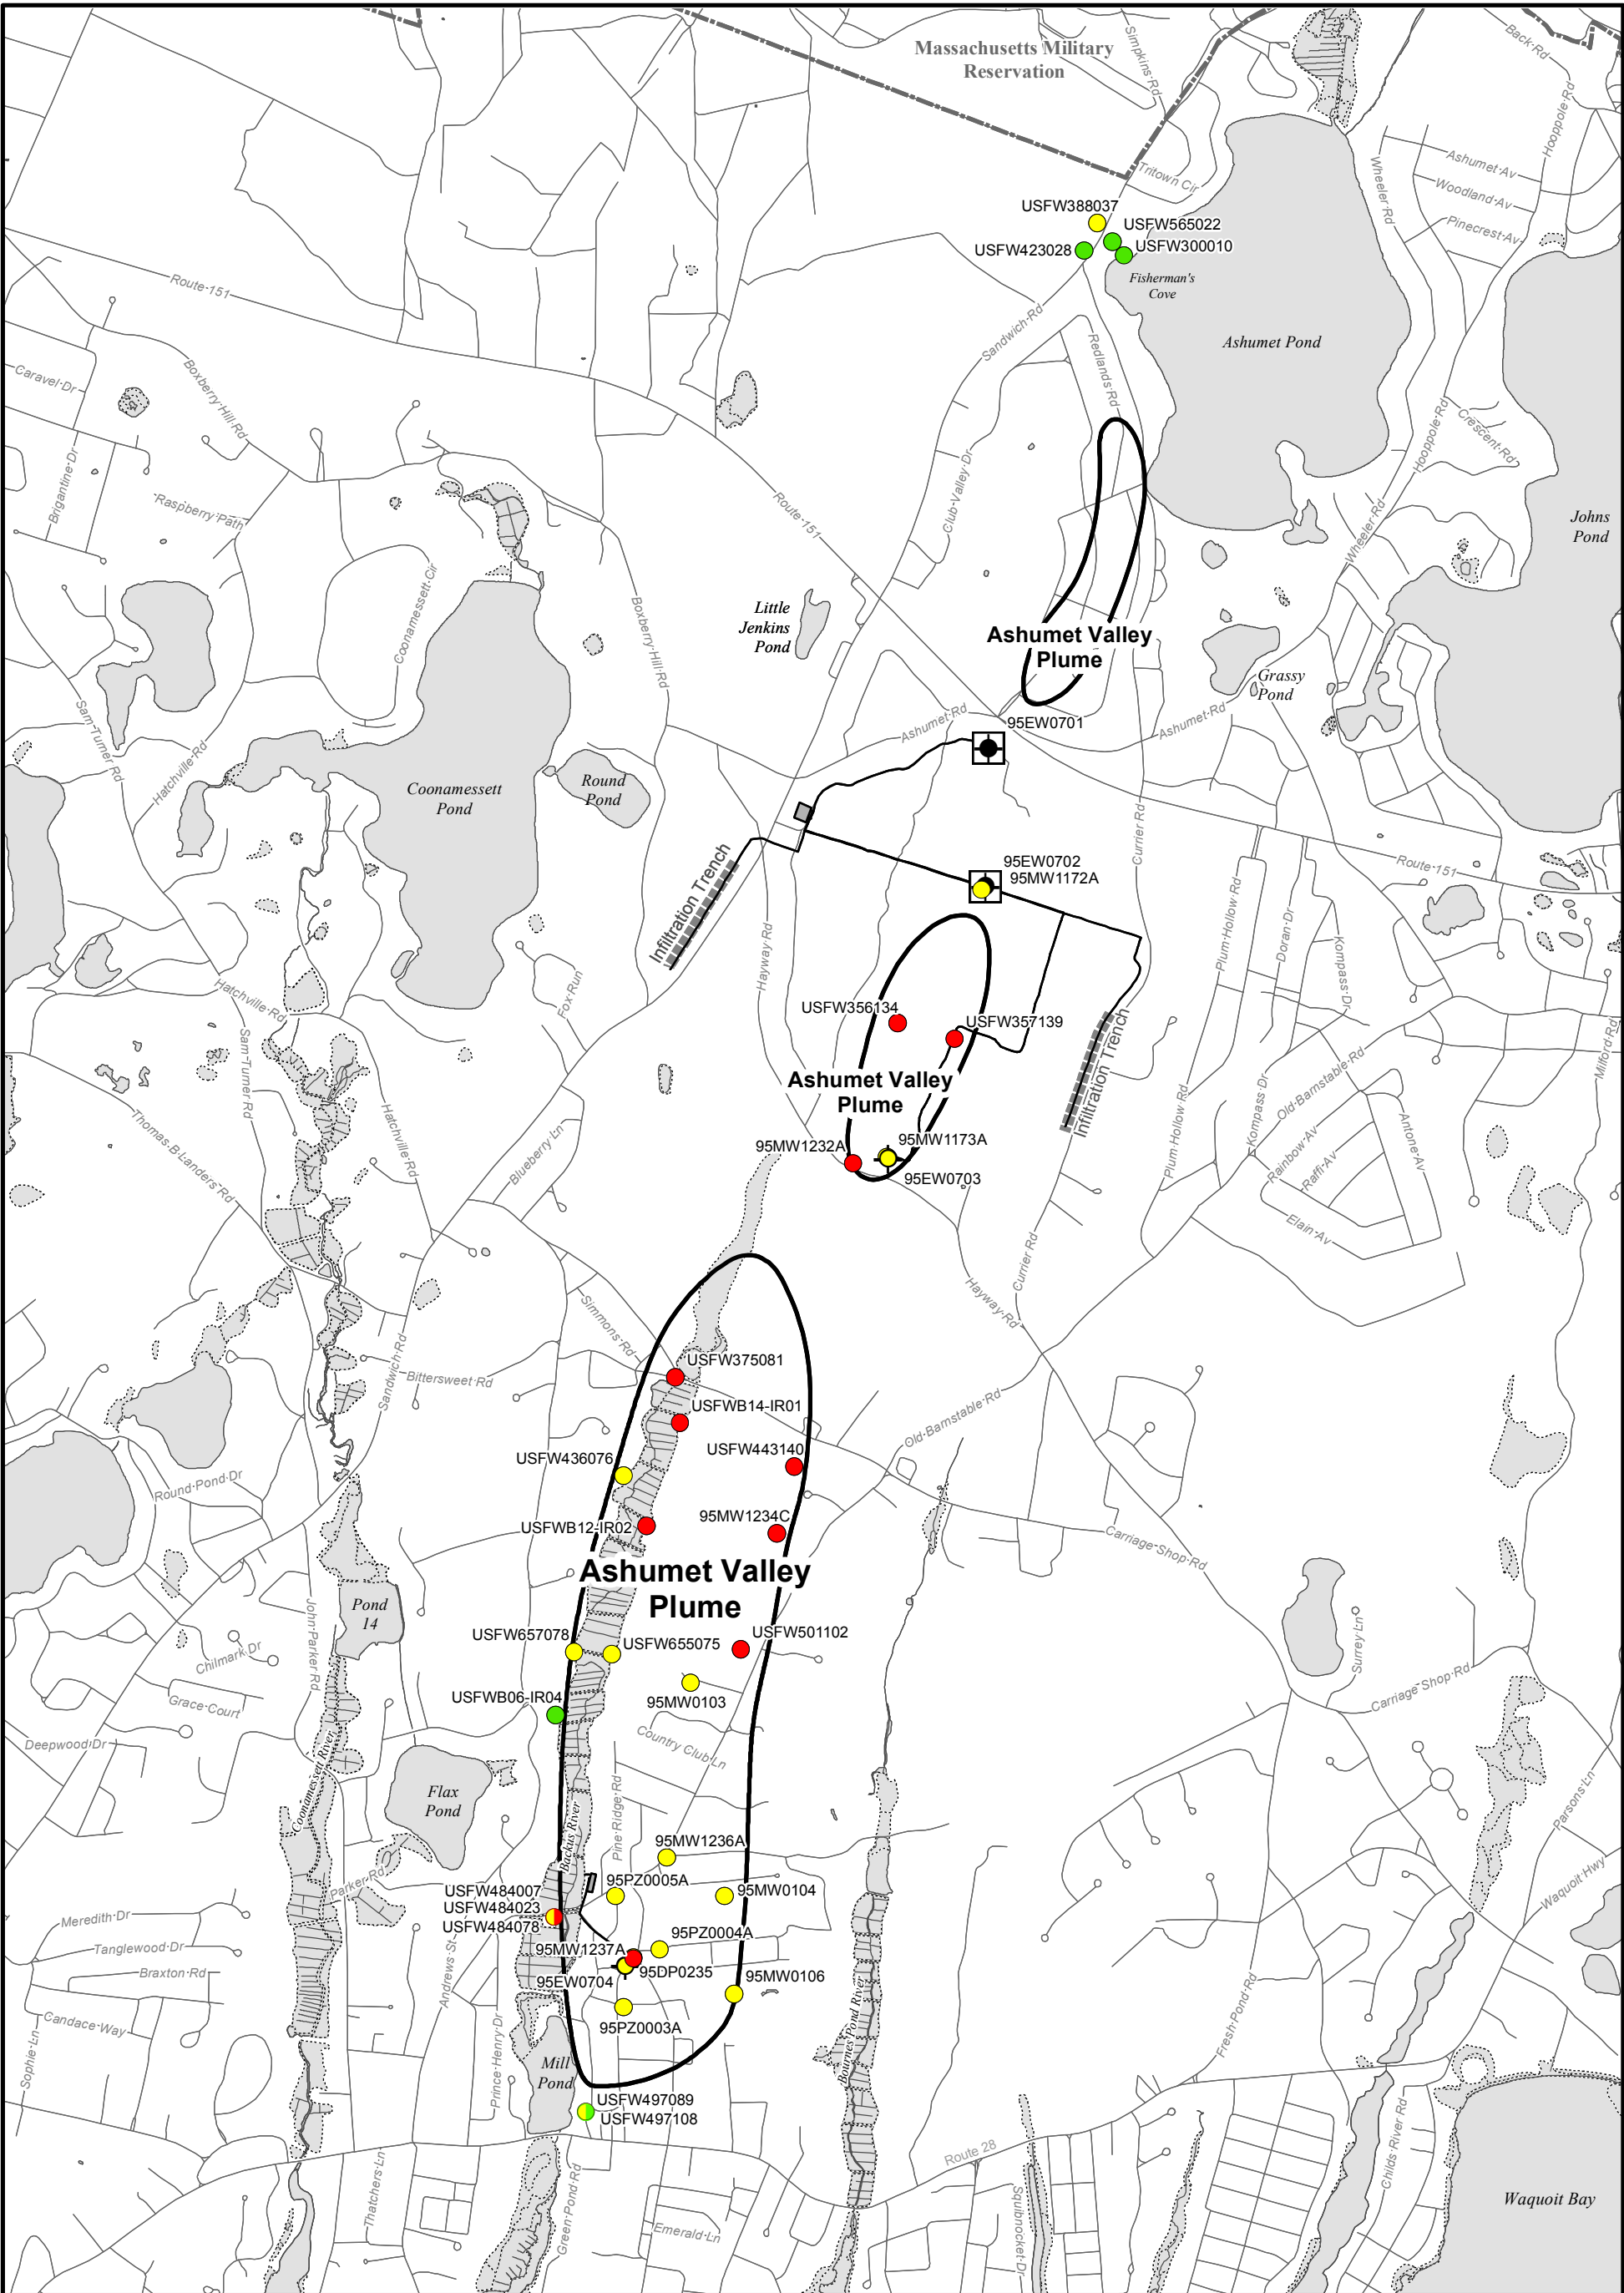 Massachusetts Military
Reservation
Simpkins Rd
Back Rd
Hooppole Rd
Tritown Cir
Wheeler Rd
Ashumet Av
Woodland Av
Pinecrest Av
USFW388037
USFW565022
USFW423028
USFW300010
Fisherman's
Cove
Route 151
Sandwich Rd
Redlands Rd
Ashumet Pond
Caravel Dr
Boxberry Hill Rd
Brigantine Dr
Raspberry Path
Club Valley Dr
Route 151
Hooppole Rd
Crescent Rd
Wheeler Rd
Johns
Pond
Coonamessett Cir
Boxberry Hill Rd
Little
Jenkins
Pond
Ashumet Valley
Plume
Grassy
Pond
Sam Turner Rd
Hatchville Rd
Ashumet Rd
95EW0701
Ashumet Rd
Coonamessett
Pond
Round
Pond
Infiltration Trench
Currier Rd
95EW0702
95MW1172A
Route 151
Plum Hollow Rd
Doran Dr
Kompass Dr
Hayway Rd
Hatchville Rd
Fox Run
USFW356134
USFW357139
Infiltration Trench
Milford Rd
Sam Turner Rd
Ashumet Valley
Plume
Old Barnstable Rd
Kompass Dr
Plum Hollow Rd
Rainbow Av
Raffi Av
Antone Av
Elain Av
Thomas B Landers Rd
Hatchville Rd
Blueberry Ln
95MW1232A
95MW1173A
95EW0703
Currier Rd
Hayway Rd
Simmons Rd
Sandwich Rd
Bittersweet Rd
USFW375081
USFWB14-IR01
Old Barnstable Rd
USFW443140
USFW436076
Round Pond Dr
USFWB12-IR02
95MW1234C
Carriage Shop Rd
Ashumet Valley
Plume
Pond
14
John Parker Rd
Chilmark Dr
USFW657078
USFW655075
USFW501102
Surrey Ln
Grace Court
USFWB06-IR04
95MW0103
Carriage Shop Rd
Deepwood Dr
Country Club Ln
Coonamessett River
Flax
Pond
Backus River
Pine Ridge Rd
Parsons Ln
95MW1236A
Parker Rd
USFW484007
USFW484023
USFW484078
95PZ0005A
95MW0104
Waquoit Hwy
Meredith Dr
Tanglewood Dr
Braxton Rd
Andrews St
95MW1237A
95PZ0004A
95EW0704
95DP0235
95MW0106
Candace Way
Sophie Ln
Prince Henry Dr
95PZ0003A
Bournes Pond River
Fresh Pond Rd
Mill
Pond
USFW497089
USFW497108
Route 28
Childs River Rd
Thatchers Ln
Green Pond Rd
Emerald Ln
Squibnocket Dr
Waquoit Bay